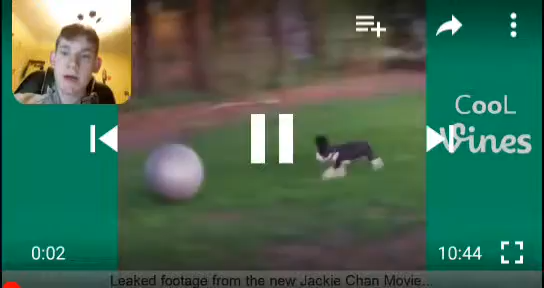 CooL
Vines
0:02
10:44
Leaked footage from the new Jackie Chan Movie...